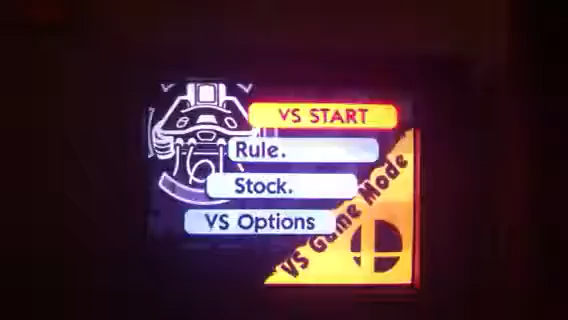 VS START
Rule.
Stock.
VS Options
VS Game Mode